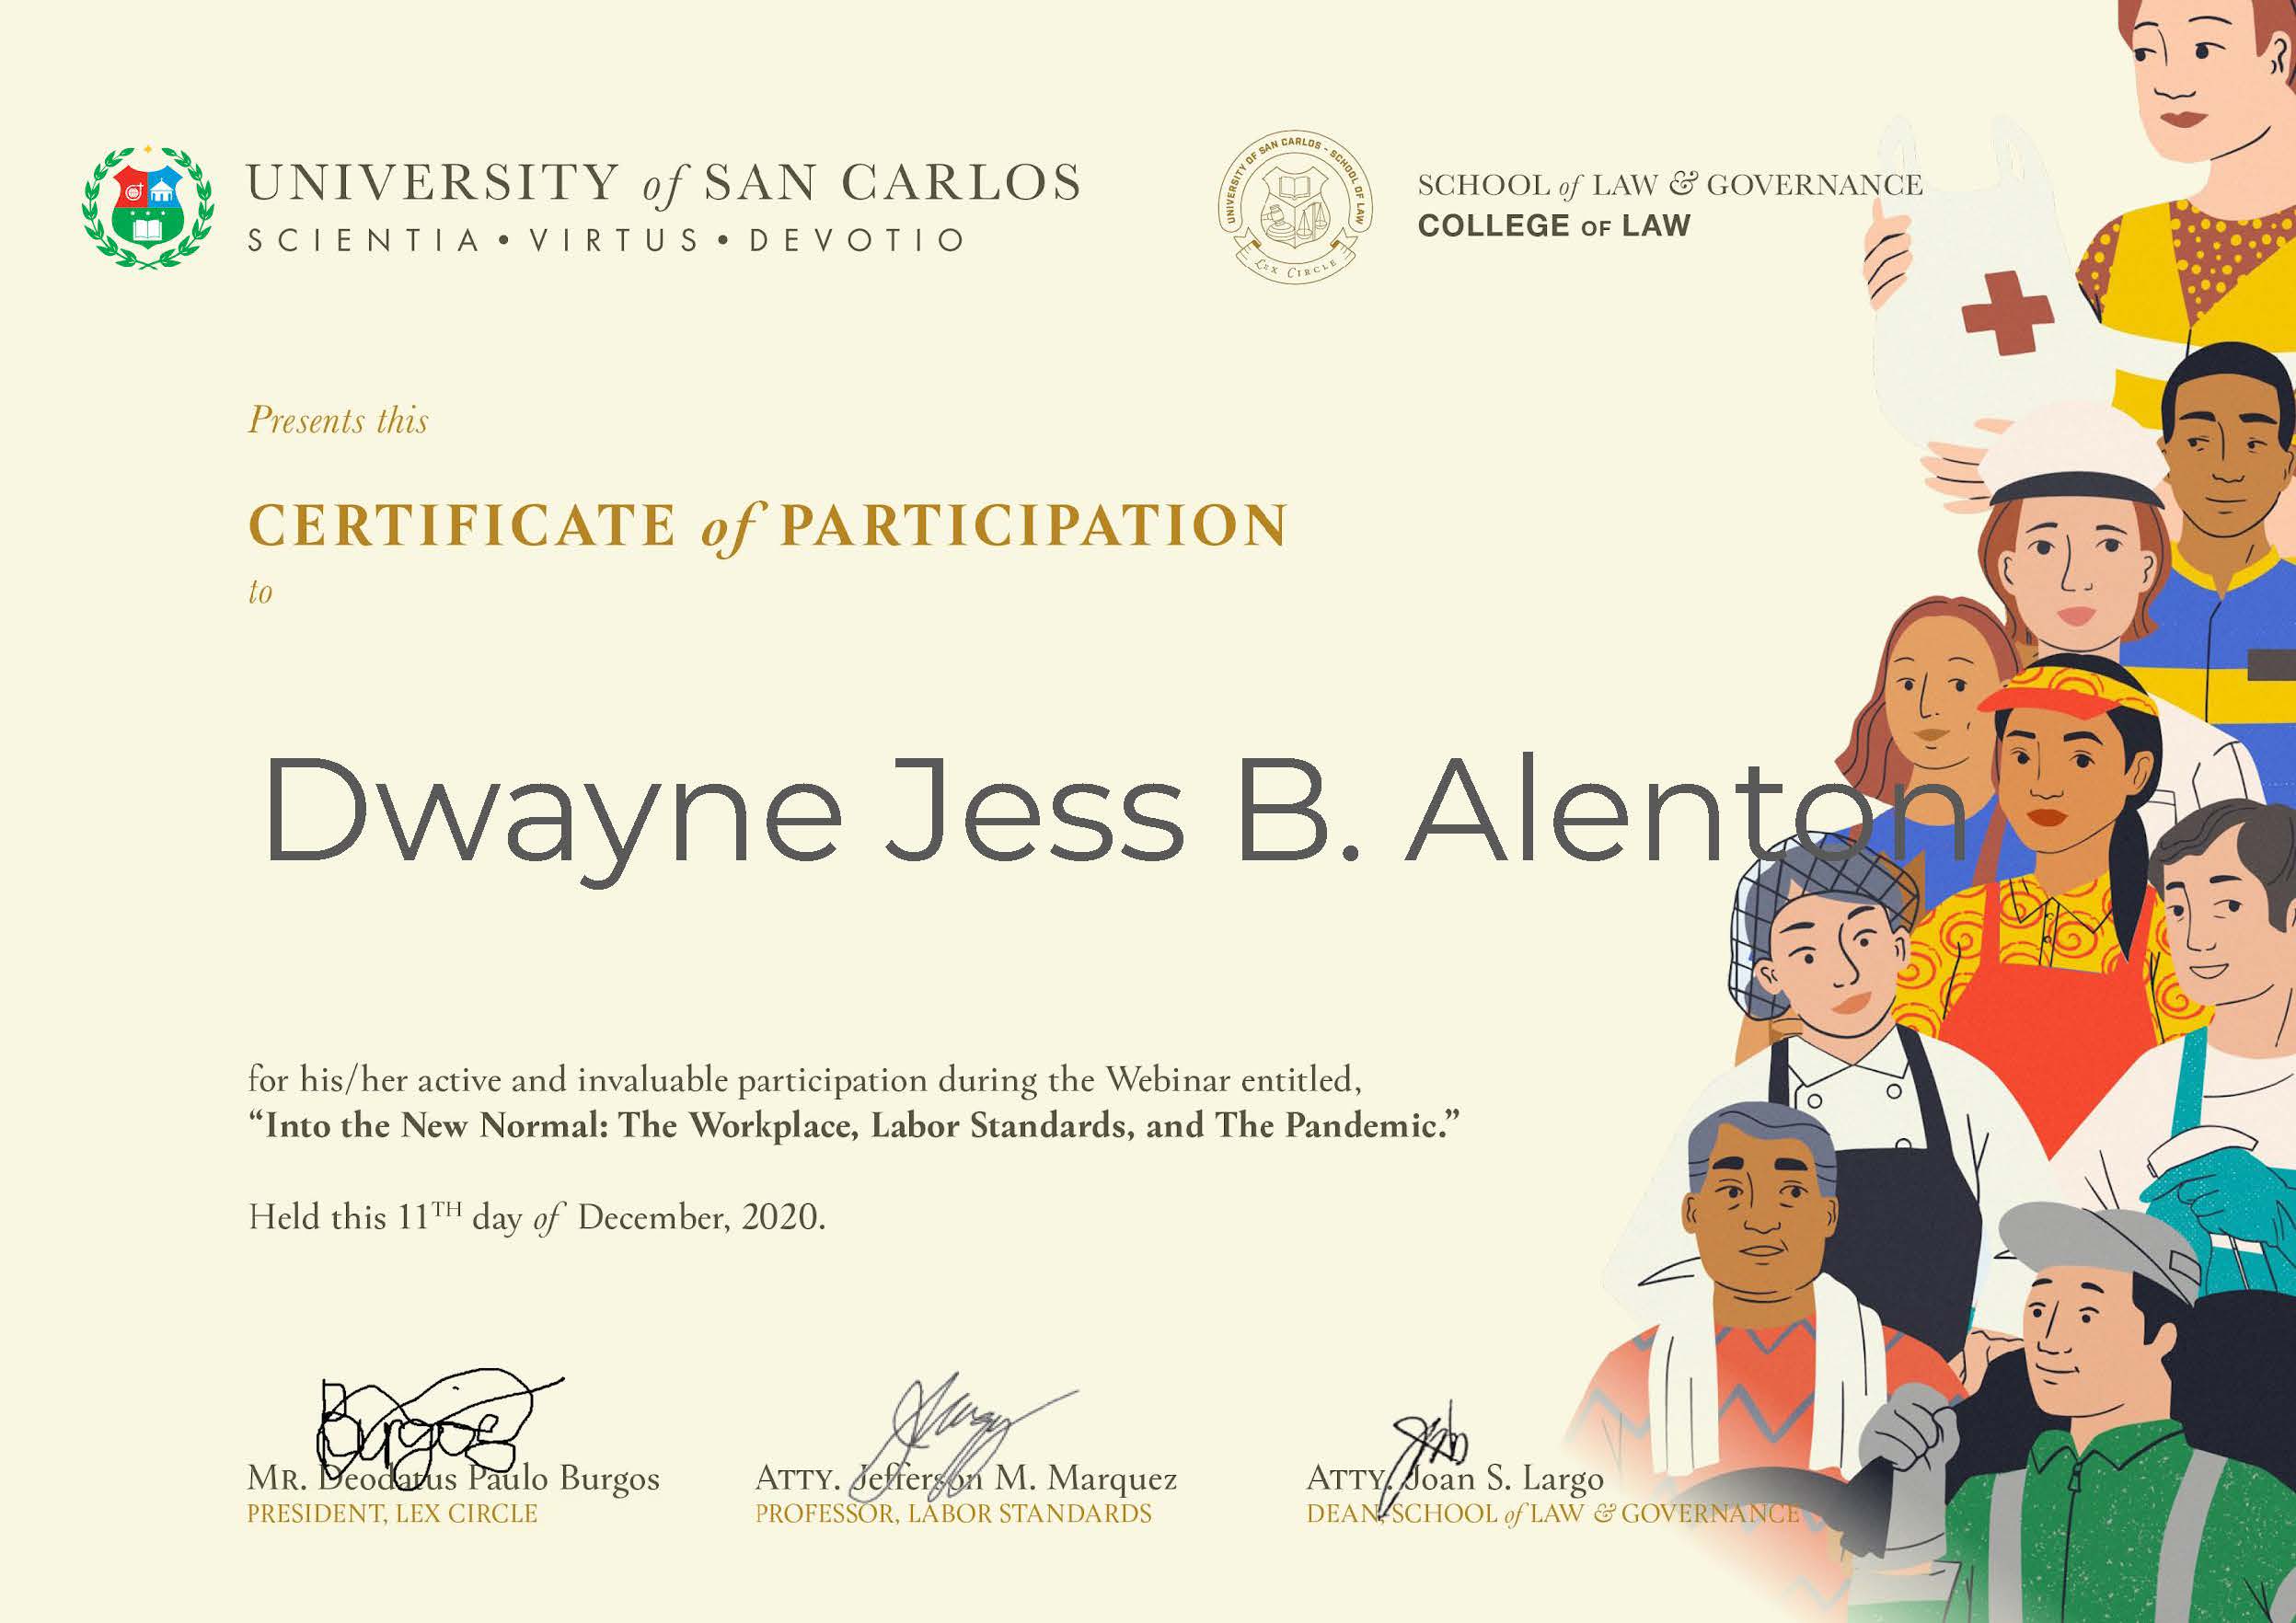 UNIVERSITY of SAN CARLOS
SCIENTIA • VIRTUS • DEVOTIO
UNIVERSITY OF SAN CARLOS - SCHOOL OF LAW
LEX CIRCLE
SCHOOL of LAW & GOVERNANCE
COLLEGE OF LAW
Presents this
CERTIFICATE of PARTICIPATION
to
Dwayne Jess B. Alenton
for his/her active and invaluable participation during the Webinar entitled,
“Into the New Normal: The Workplace, Labor Standards, and The Pandemic.”
Held this 11TH day of December, 2020.
Burgos
MR. Deodatus Paulo Burgos
PRESIDENT, LEX CIRCLE
ATTY. Jefferson M. Marquez
PROFESSOR, LABOR STANDARDS
ATTY. Joan S. Largo
DEAN, SCHOOL of LAW & GOVERNANCE